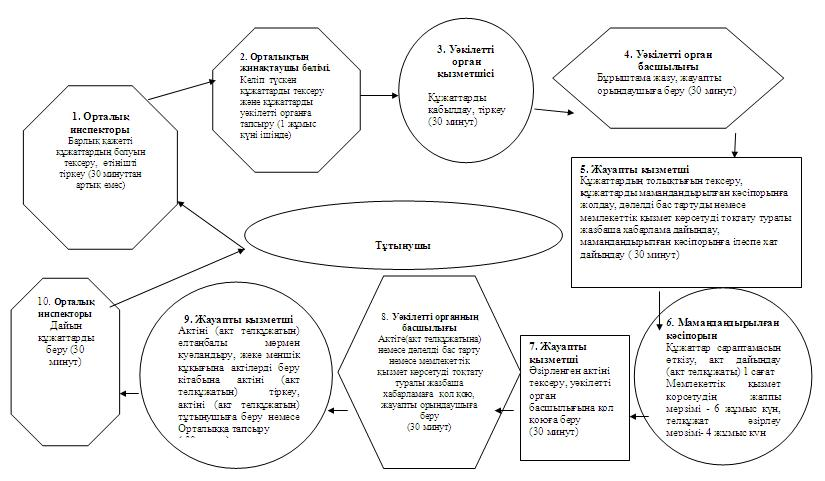 1. Орталық
инспекторы
Барлық қажетті
құжаттардың болуын
тексеру, өтінішті
тіркеу (30 минуттан
артық емес)
2. Орталықтың
жинақтаушы бөлімі.
Келіп түскен
құжаттарды тексеру
және құжаттарды
уәкілетті органға
тапсыру (1 жұмыс
күні ішінде)
3. Уәкілетті
орган
қызметшісі
Құжаттарды
қабылдау, тіркеу
(30 минут)
4. Уәкілетті орган
басшылығы
Бұрыштама жазу, жауапты
орындаушыға беру (30 минут)
5. Жауапты қызметші
Құжаттардың толықтығын тексеру,
құжаттарды мамандандырылған кәсіпорынға
жолдау, дәлелді бас тартуды немесе
мемлекеттік қызмет көрсетуді тоқтату туралы
жазбаша хабарлама дайындау,
мамандандырылған кәсіпорынға ілеспе хат
дайындау ( 30 минут)
Тұтынушы
6. Мамандандырылған
кәсіпорын
Құжаттар сараптамасын
өткізу, акт дайындау
(акт телқұжаты) 1 сағат
Мемлекеттік қызмет
көрсетудің жалпы
мерзімі - 6 жұмыс күн,
телқұжат әзірлеу
мерзімі- 4 жұмыс күн
7. Жауапты
қызметші
Әзірленген актіні
тексеру, уәкілетті
орган
басшылығына қол
қоюға беру
(30 минут)
8. Уәкілетті органның
басшылығы
Актіге(акт телқұжатына)
немесе дәлелді бас тарту
немесе мемлекеттік
қызмет көрсетуді тоқтату
туралы жазбаша
хабарламаға қол қою,
жауапты орындаушыға
беру
(30 минут)
9. Жауапты қызметші
Актіні (акт телқұжатын)
елтаңбалы мөрмен
куәландыру, жеке меншік
құқығына актілерді беру
кітабына актіні (акт
телқұжатын) тіркеу,
актіні (акт телқұжатын)
тұтынушыға беру немесе
Орталыққа тапсыру
10. Орталық
инспекторы
Дайын
құжаттарды
беру (30
минут)